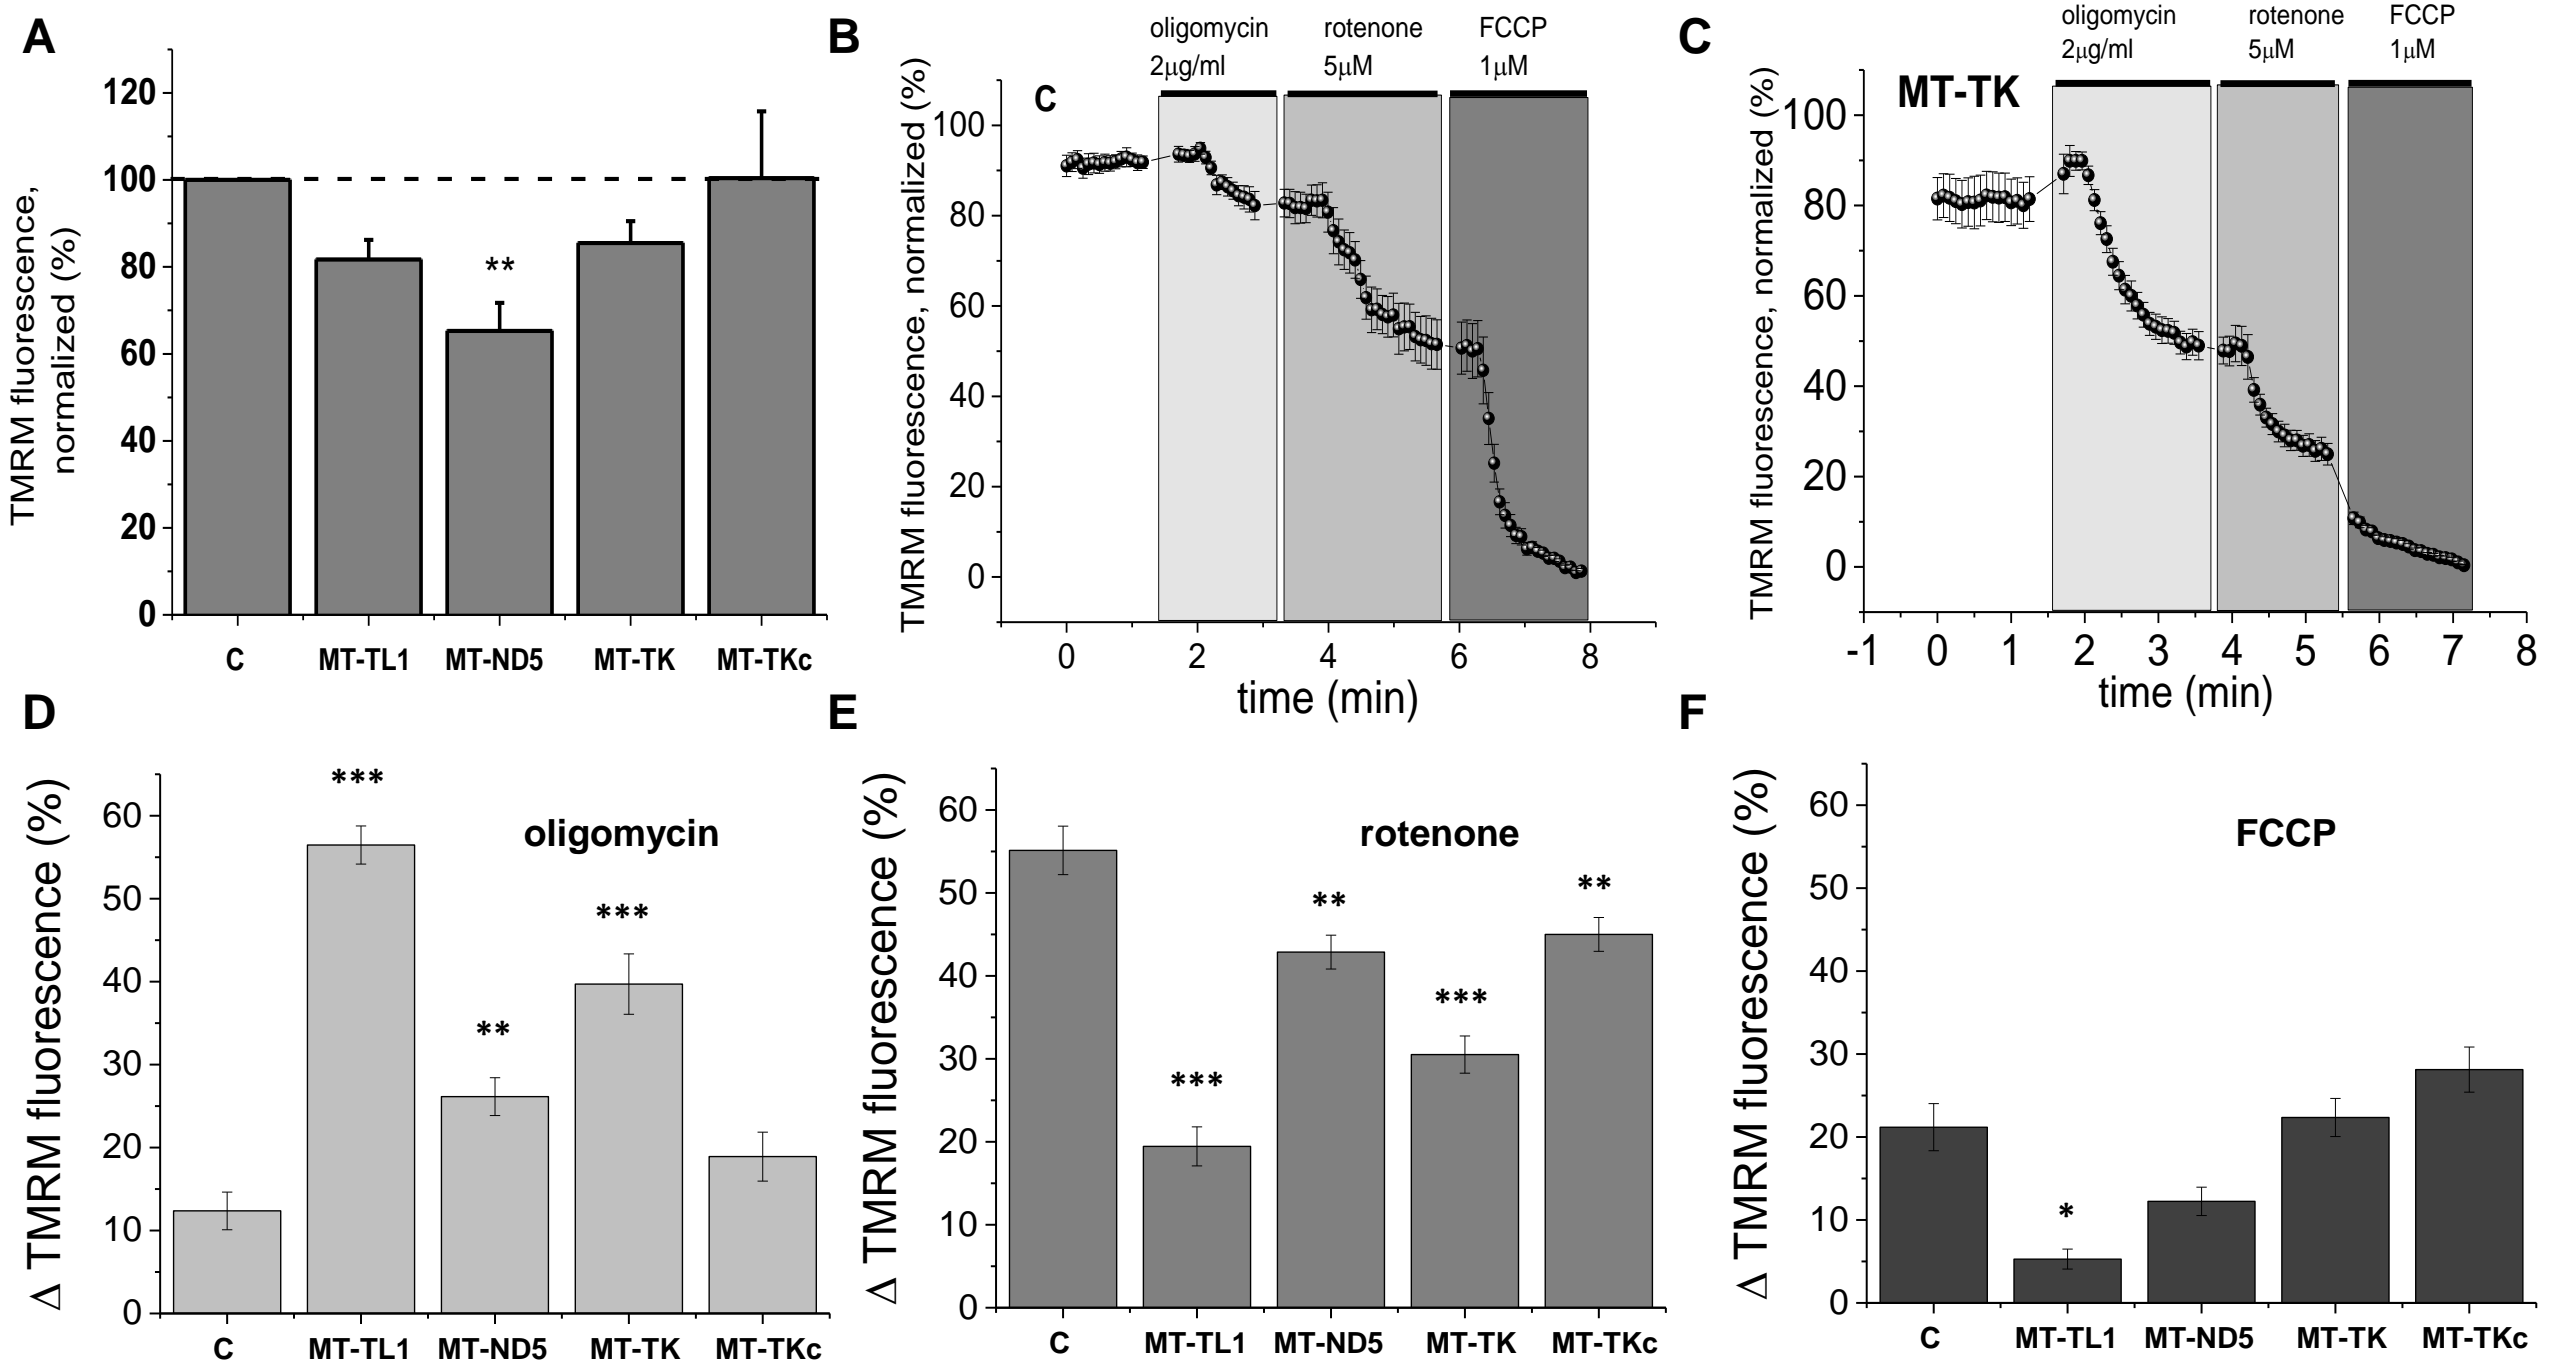 A
TMRM fluorescence,
normalized (%)
120
100
80
60
40
20
0
**
C MT-TL1 MT-ND5 MT-TK MT-TKc
B
oligomycin rotenone FCCP
2μg/ml 5μM 1μM
C
TMRM fluorescence, normalized (%)
100
80
60
40
20
0
0 2 4 6 8
time (min)
C
oligomycin rotenone FCCP
2μg/ml 5μM 1μM
MT-TK
TMRM fluorescence, normalized (%)
100
80
60
40
20
0
-1 0 1 2 3 4 5 6 7 8
time (min)
D
Δ TMRM fluorescence (%)
oligomycin
60
50
40
30
20
10
0
*** ** ***
C MT-TL1 MT-ND5 MT-TK MT-TKc
E
Δ TMRM fluorescence (%)
rotenone
60
50
40
30
20
10
0
*** ** *** **
C MT-TL1 MT-ND5 MT-TK MT-TKc
F
Δ TMRM fluorescence (%)
FCCP
60
50
40
30
20
10
0
*
C MT-TL1 MT-ND5 MT-TK MT-TKc